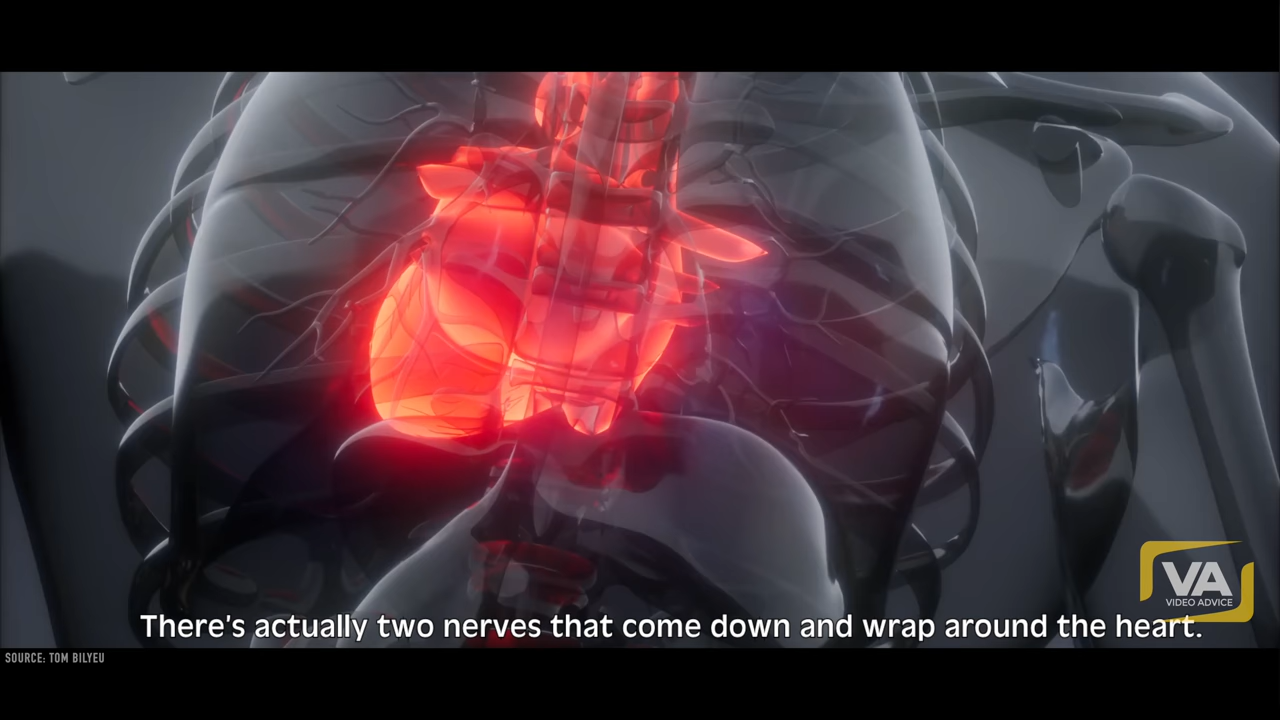 VA
VIDEO ADVICE
There's actually two nerves that come down and wrap around the heart.
SOURCE: TOM BILYEU